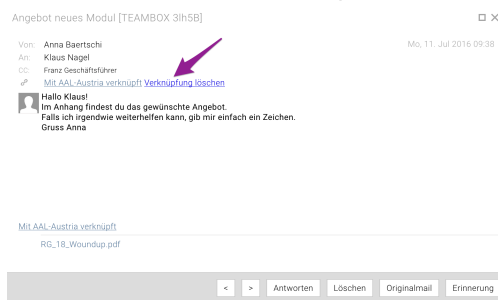 Angebot neues Modul [TEAMBOX 3lh5B]
Von: Anna Baertschi Mo, 11. Jul 2016 09.38
An: Klaus Nagel
CC: Franz Geschäftsführer
Mit AAL-Austria verknüpft Verknüpfung löschen
Hallo Klaus!
Im Anhang findest du das gewünschte Angebot.
Falls ich irgendwie weiterhelfen kann, gib mir einfach ein Zeichen.
Gruss Anna
Mit AAL-Austria verknüpft
RG_18_Woundup.pdf
< > Antworten Löschen Originalmail Erinnerung